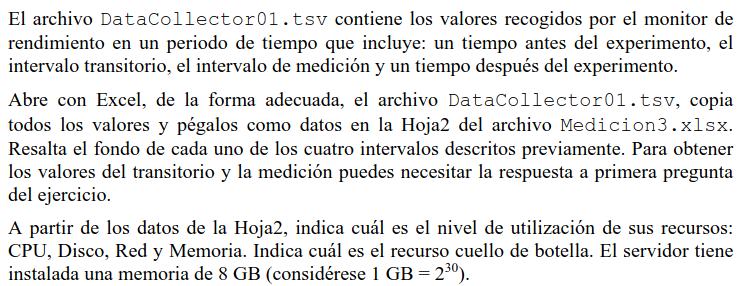 El archivo DataCollector01.tsv contiene los valores recogidos por el monitor de
rendimiento en un periodo de tiempo que incluye: un tiempo antes del experimento, el
intervalo transitorio, el intervalo de medición y un tiempo después del experimento.
Abre con Excel, de la forma adecuada, el archivo DataCollector01.tsv, copia
todos los valores y pégalos como datos en la Hoja2 del archivo Medicion3.xlsx.
Resalta el fondo de cada uno de los cuatro intervalos descritos previamente. Para obtener
los valores del transitorio y la medición puedes necesitar la respuesta a primera pregunta
del ejercicio.
A partir de los datos de la Hoja2, indica cuál es el nivel de utilización de sus recursos:
CPU, Disco, Red y Memoria. Indica cuál es el recurso cuello de botella. El servidor tiene
instalada una memoria de 8 GB (considérese 1 GB = 2³⁰).